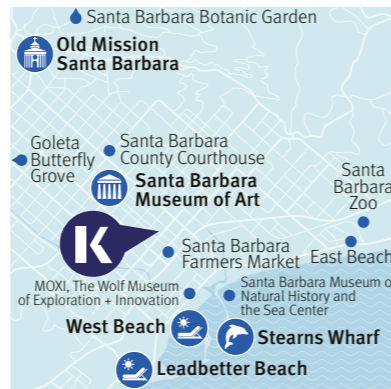 Santa Barbara Botanic Garden
Old Mission
Santa Barbara
Goleta
Butterfly
Grove
Santa Barbara
County Courthouse
Santa Barbara
Museum of Art
Santa
Barbara
Zoo
K
Santa Barbara
Farmers Market
East Beach
MOXI, The Wolf Museum
of Exploration + Innovation
Santa Barbara Museum of
Natural History and
the Sea Center
West Beach
Stearns Wharf
Leadbetter Beach